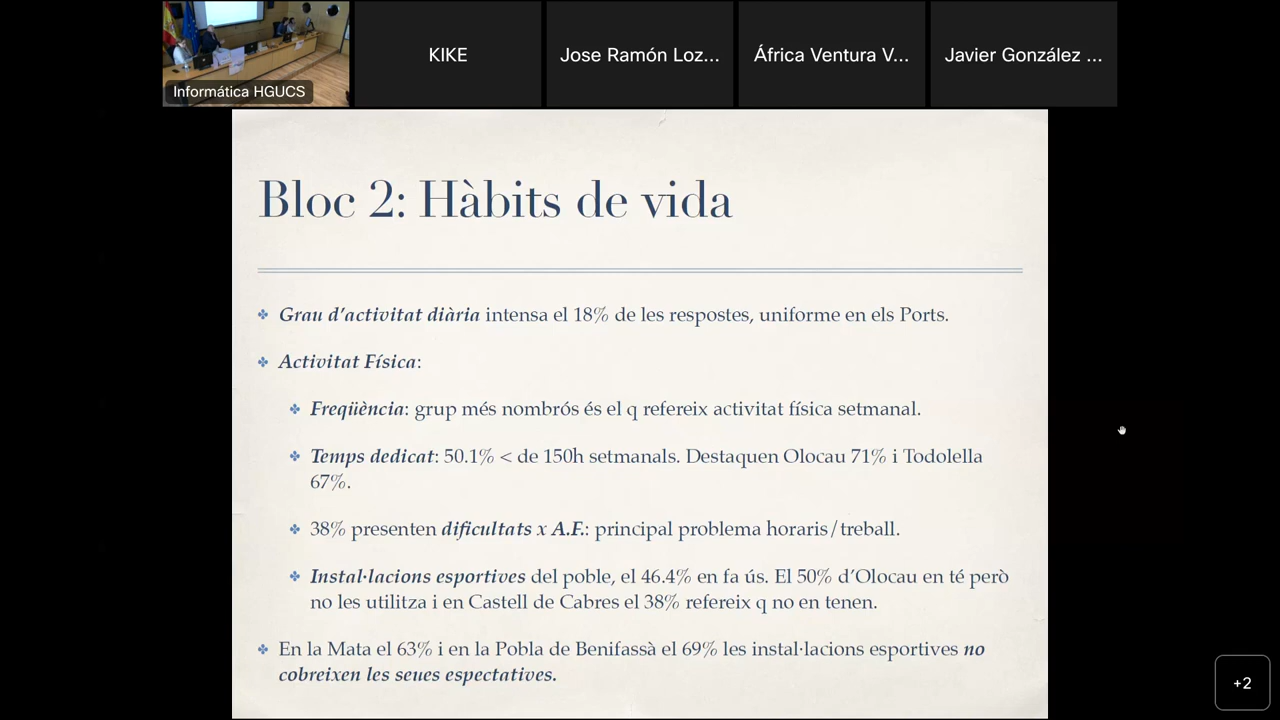 Informática HGUCS
KIKE
Jose Ramón Loz...
África Ventura V...
Javier González ...
Bloc 2: Hàbits de vida
Grau d'activitat diària intensa el 18% de les respostes, uniforme en els Ports.
Activitat Física:
Freqüència: grup més nombrós és el q refereix activitat física setmanal.
Temps dedicat: 50.1% < de 150h setmanals. Destaquen Olocau 71% i Todolella
67%.
38% presenten dificultats x A.F.: principal problema horaris/treball.
Instal·lacions esportives del poble, el 46.4% en fa ús. El 50% d'Olocau en té però
no les utilitza i en Castell de Cabres el 38% refereix q no en tenen.
En la Mata el 63% i en la Pobla de Benifassà el 69% les instal·lacions esportives no
cobreixen les seues espectatives.
+2